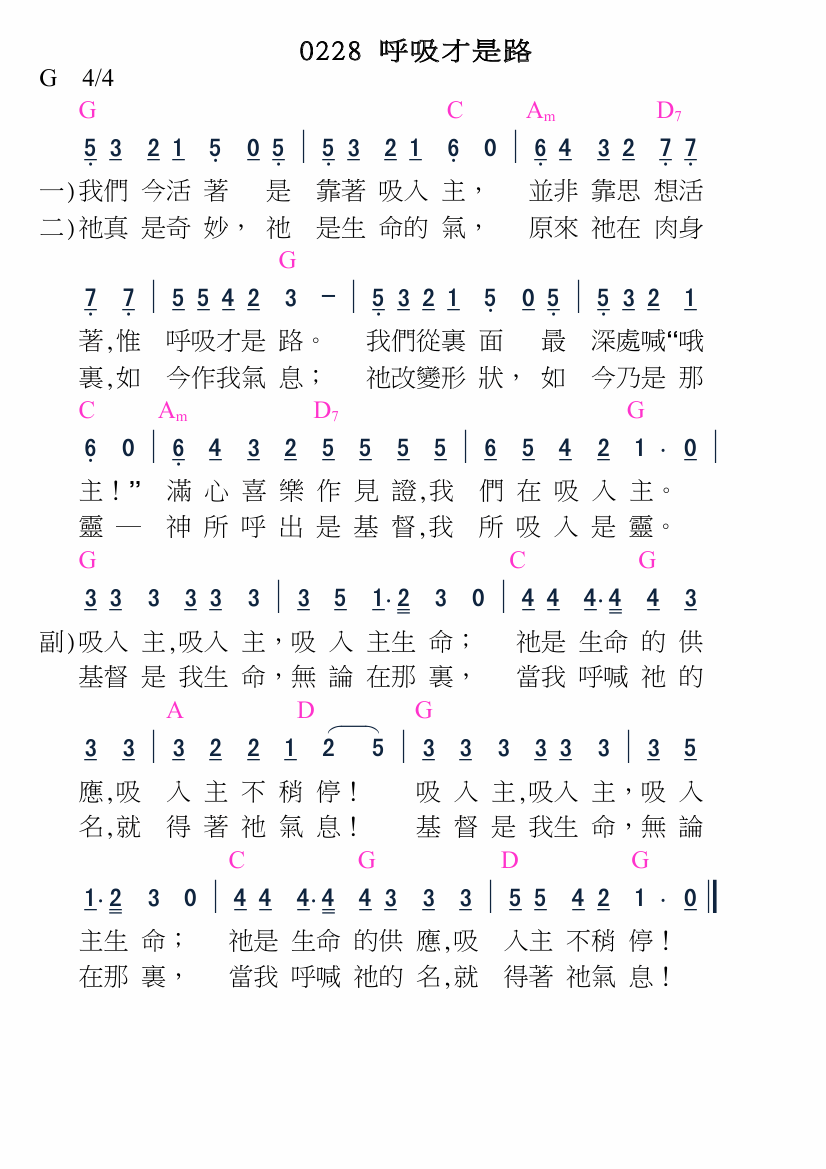 0228 呼吸才是路
G 4/4
G C Am D7
5 3 2 1 5 0 5 | 5 3 2 1 6 0 | 6 4 3 2 7 7
一)我們 今活 著 是 靠著 吸入 主， 並非 靠思 想活
二)祂真 是奇 妙， 祂 是生 命的 氣， 原來 祂在 肉身
G
7 7 | 5 5 4 2 3 － | 5 3 2 1 5 0 5 | 5 3 2 1
著,惟 呼吸才是 路。 我們從裏 面 最 深處喊“哦
裏,如 今作我氣 息； 祂改變形 狀， 如 今乃是 那
C Am D7 G
6 0 | 6 4 3 2 5 5 5 5 | 6 5 4 2 1 · 0 |
主！” 滿 心 喜 樂 作 見 證,我 們 在 吸 入 主。
靈 — 神 所 呼 出 是 基 督,我 所 吸 入 是 靈。
G C G
3 3 3 3 3 3 | 3 5 1· 2 3 0 | 4 4 4· 4 4 3
副)吸入 主,吸入 主，吸 入 主生 命； 祂是 生命 的 供
基督 是 我生 命，無 論 在那 裏， 當我 呼喊 祂 的
A D G
3 3 | 3 2 2 1 2 5 | 3 3 3 3 3 3 | 3 5
應,吸 入 主 不 稍 停！ 吸 入 主,吸入 主，吸 入
名,就 得 著 祂 氣 息！ 基 督 是 我生 命，無 論
C G D G
1· 2 3 0 | 4 4 4· 4 4 3 3 3 | 5 5 4 2 1 · 0 ‖
主生 命； 祂是 生命 的供 應,吸 入主 不稍 停！
在那 裏， 當我 呼喊 祂的 名,就 得著 祂氣 息！